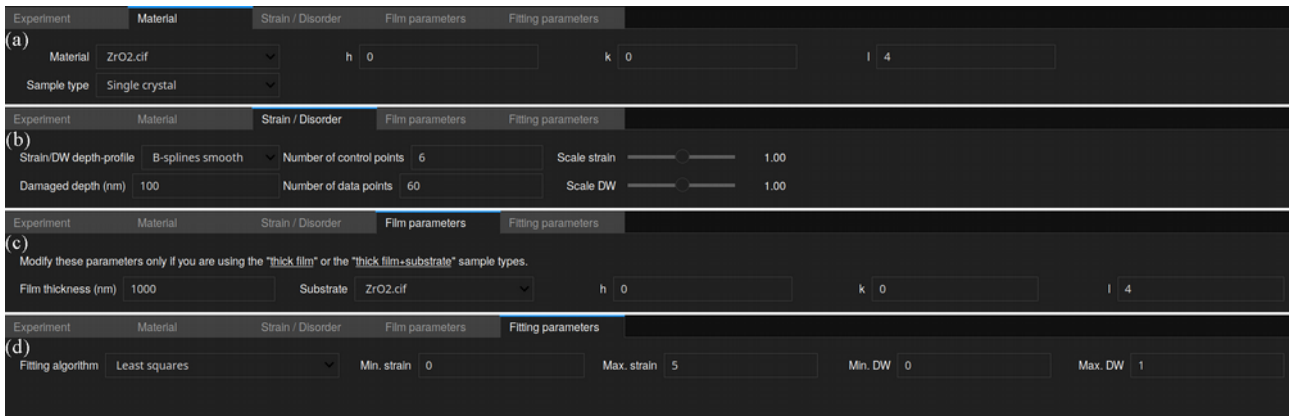 Experiment Material Strain / Disorder Film parameters Fitting parameters
(a)
Material ZrO2.cif h 0 k 0 l 4
Sample type Single crystal
Experiment Material Strain / Disorder Film parameters Fitting parameters
(b)
Strain/DW depth-profile B-splines smooth Number of control points 6 Scale strain 1.00
Damaged depth (nm) 100 Number of data points 60 Scale DW 1.00
Experiment Material Strain / Disorder Film parameters Fitting parameters
(c)
Modify these parameters only if you are using the "thick film" or the "thick film+substrate" sample types.
Film thickness (nm) 1000 Substrate ZrO2.cif h 0 k 0 l 4
Experiment Material Strain / Disorder Film parameters Fitting parameters
(d)
Fitting algorithm Least squares Min. strain 0 Max. strain 5 Min. DW 0 Max. DW 1